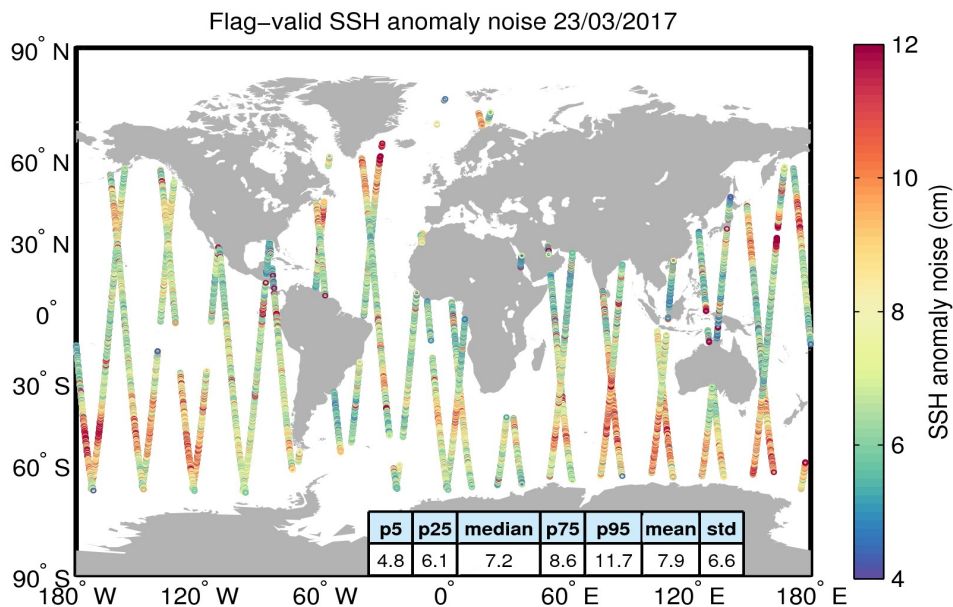 Flag−valid SSH anomaly noise 23/03/2017
90° N
60° N
30° N
0°
30° S
60° S
90° S
180° W 120° W 60° W 0° 60° E 120° E 180° E
p5 p25 median p75 p95 mean std
4.8 6.1 7.2 8.6 11.7 7.9 6.6
12
10
8
6
4
SSH anomaly noise (cm)